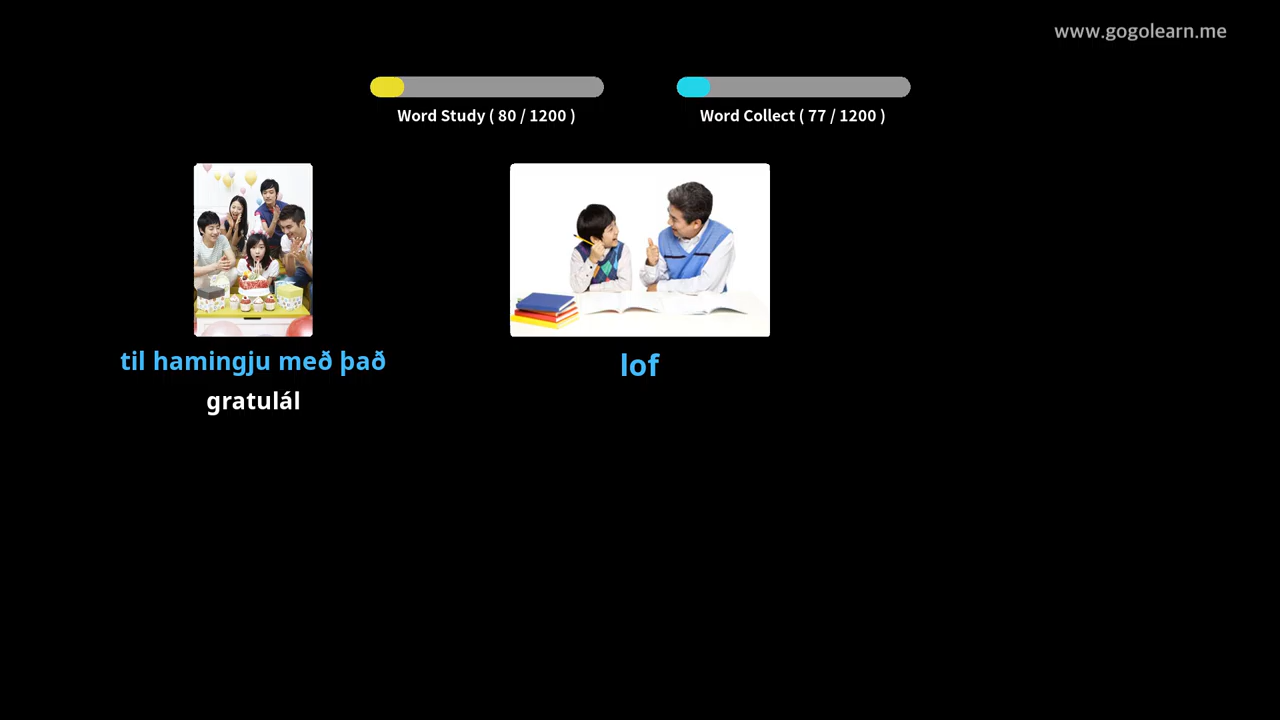 www.gogolearn.me
Word Study ( 80 / 1200 )
Word Collect ( 77 / 1200 )
til hamingju með það
gratulál
lof